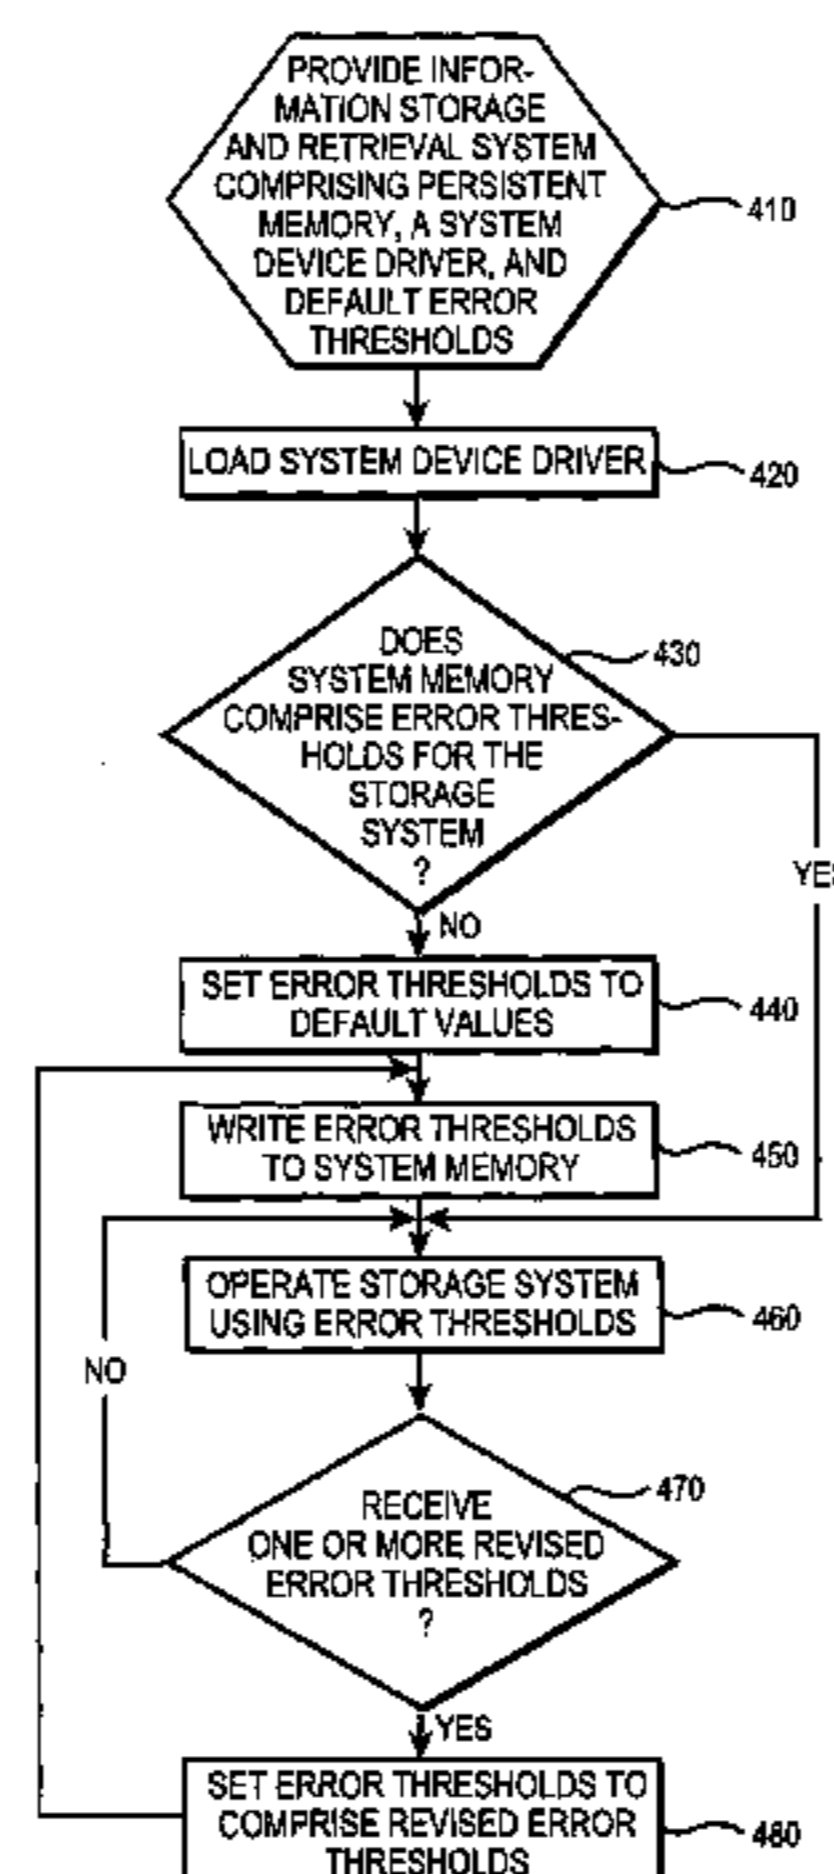 PROVIDE INFOR-
MATION STORAGE
AND RETRIEVAL SYSTEM
COMPRISING PERSISTENT
MEMORY, A SYSTEM
DEVICE DRIVER, AND
DEFAULT ERROR
THRESHOLDS
410
LOAD SYSTEM DEVICE DRIVER
420
DOES
SYSTEM MEMORY
COMPRISE ERROR THRES-
HOLDS FOR THE
STORAGE
SYSTEM
?
430
YES
NO
SET ERROR THRESHOLDS TO
DEFAULT VALUES
440
WRITE ERROR THRESHOLDS
TO SYSTEM MEMORY
450
OPERATE STORAGE SYSTEM
USING ERROR THRESHOLDS
460
NO
RECEIVE
ONE OR MORE REVISED
ERROR THRESHOLDS
?
470
YES
SET ERROR THRESHOLDS TO
COMPRISE REVISED ERROR
THRESHOLDS
480